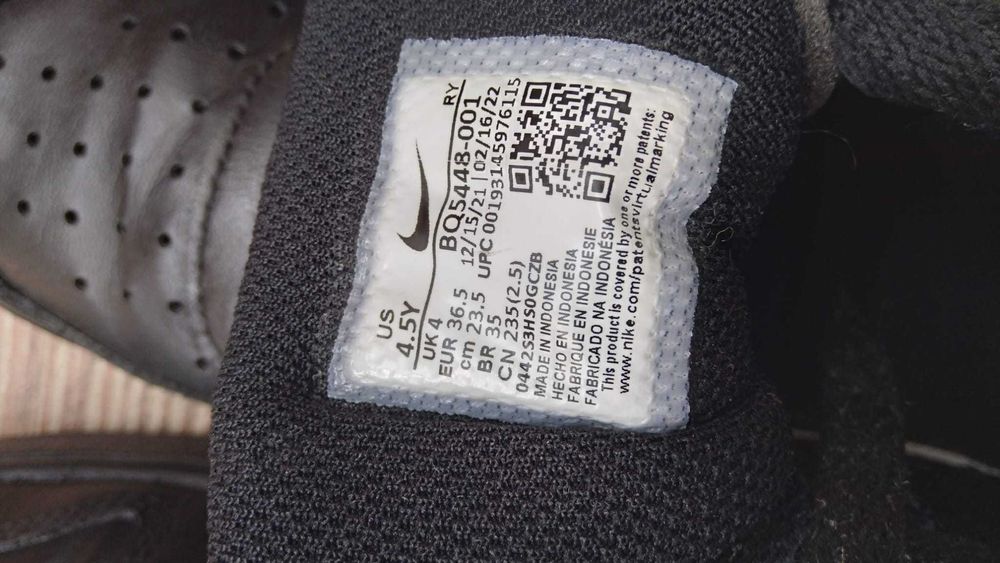 US
4.5Y
UK 4
EUR 36.5
cm 23.5
BR 35
CN 235(2.5)
RY
BQ5448-001
12/15/21 | 02/16/22
UPC 00193145976115
0442S3HS0GCZB
MADE IN INDONESIA
HECHO EN INDONESIA
FABRIQUE EN INDONESIE
FABRICADO NA INDONÉSIA
This product is covered by one or more patents:
www.nike.com/patentsvirtualmarking